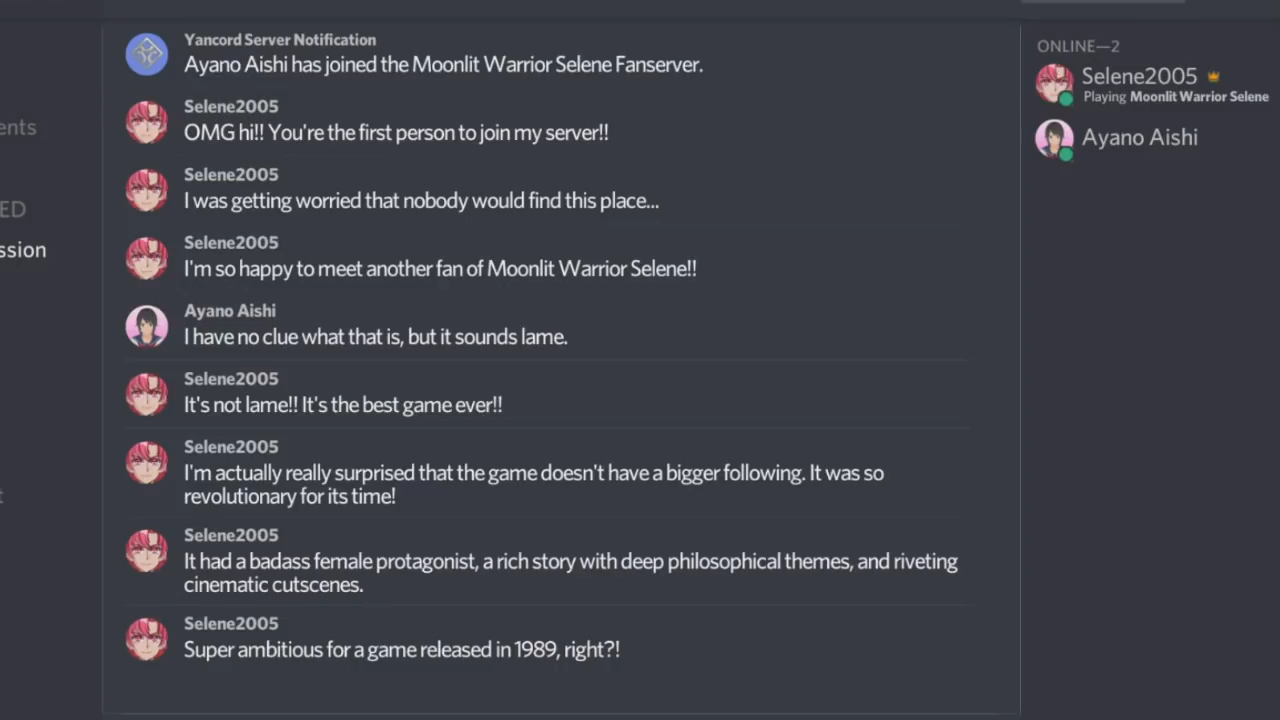 Yancord Server Notification
Ayano Aishi has joined the Moonlit Warrior Selene Fanserver.
Selene2005
OMG hi!! You're the first person to join my server!!
Selene2005
I was getting worried that nobody would find this place...
Selene2005
I'm so happy to meet another fan of Moonlit Warrior Selene!!
Ayano Aishi
I have no clue what that is, but it sounds lame.
Selene2005
It's not lame!! It's the best game ever!!
Selene2005
I'm actually really surprised that the game doesn't have a bigger following. It was so
revolutionary for its time!
Selene2005
It had a badass female protagonist, a rich story with deep philosophical themes, and riveting
cinematic cutscenes.
Selene2005
Super ambitious for a game released in 1989, right?!
ents
ED
ssion
t
ONLINE—2
Selene2005
Playing Moonlit Warrior Selene
Ayano Aishi